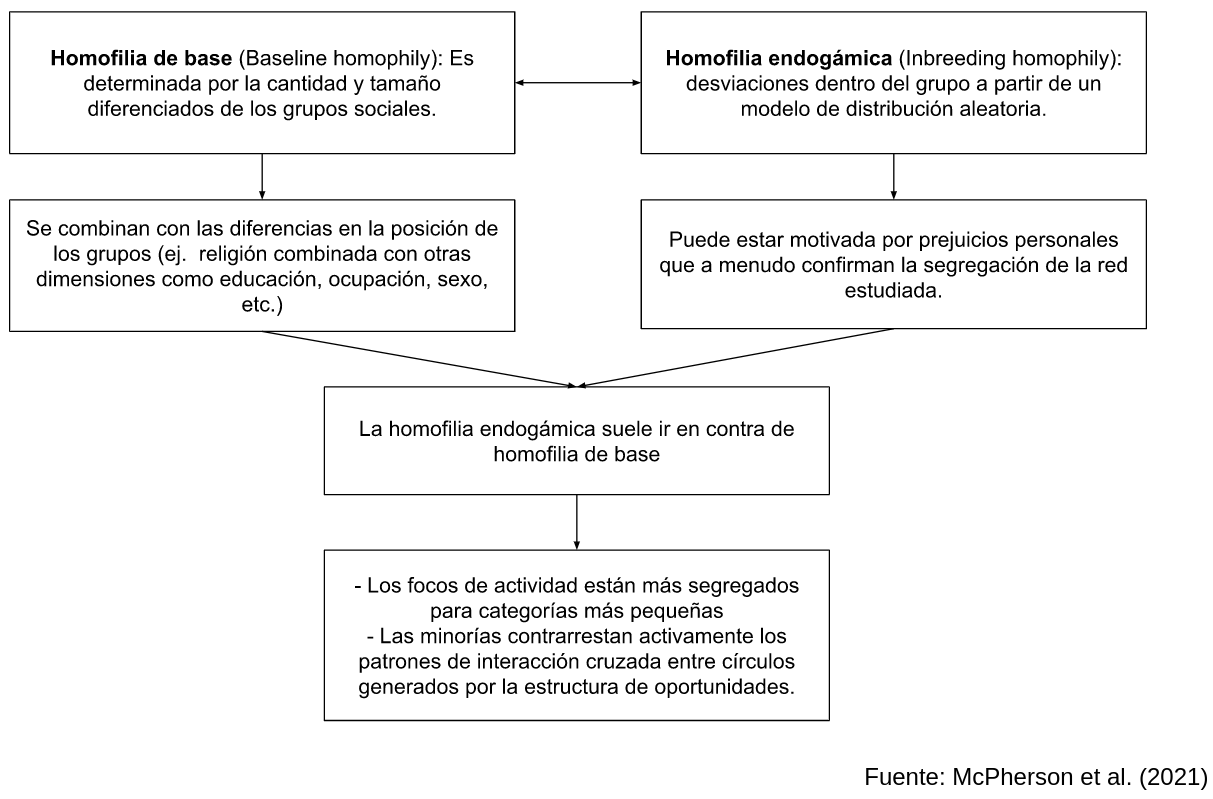 Homofilia de base (Baseline homophily): Es
determinada por la cantidad y tamaño
diferenciados de los grupos sociales.
Homofilia endogámica (Inbreeding homophily):
desviaciones dentro del grupo a partir de un
modelo de distribución aleatoria.
Se combinan con las diferencias en la posición de
los grupos (ej.  religión combinada con otras
dimensiones como educación, ocupación, sexo,
etc.)
Puede estar motivada por prejuicios personales
que a menudo confirman la segregación de la red
estudiada.
La homofilia endogámica suele ir en contra de
homofilia de base
- Los focos de actividad están más segregados
para categorías más pequeñas
- Las minorías contrarrestan activamente los
patrones de interacción cruzada entre círculos
generados por la estructura de oportunidades.
Fuente: McPherson et al. (2021)